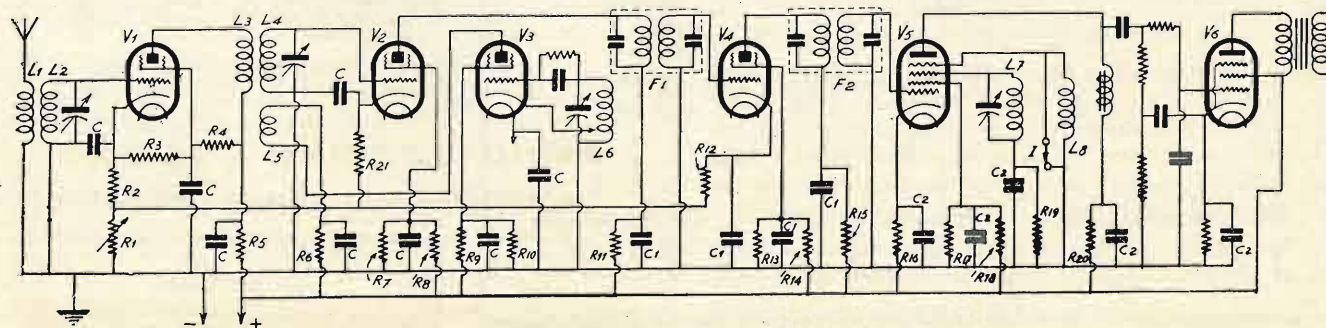 V1 L3 L4 V2 V3 V4 V5 V6
L1 L2 F1 F2 L7
C C L6 I L8
R3 R4 L5 R21 R12
R2 C C C2 R19
R1 C R5 R6 C C R9 C R10 R11 C1 C1 R13 C1 C1 R15 R16 C2 R17 C2 R20 C2 C2
R7 R8 R14 R18
- +